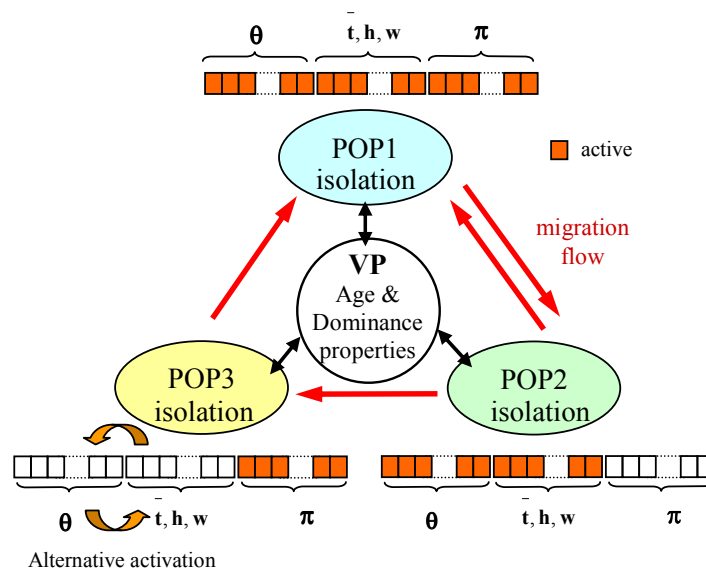 θ
t̄, h, w
π
POP1
isolation
active
migration
flow
VP
Age &
Dominance
properties
POP3
isolation
POP2
isolation
θ
t̄, h, w
π
θ
t̄, h, w
π
Alternative activation